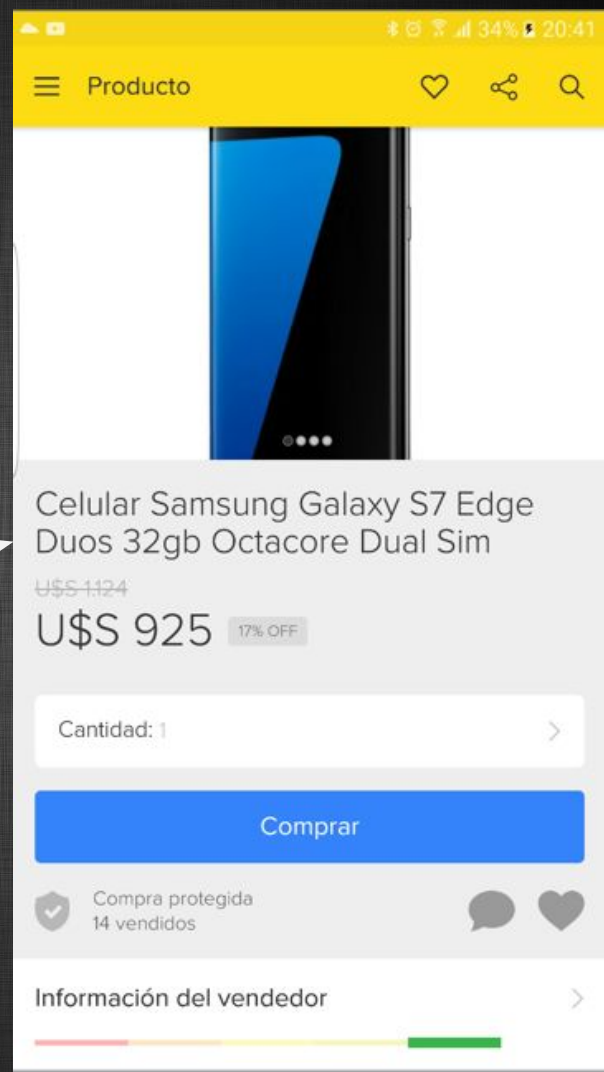 34% 20:41
Producto
Celular Samsung Galaxy S7 Edge
Duos 32gb Octacore Dual Sim
U$S 1.124
U$S 925 17% OFF
Cantidad: 1
Comprar
Compra protegida
14 vendidos
Información del vendedor